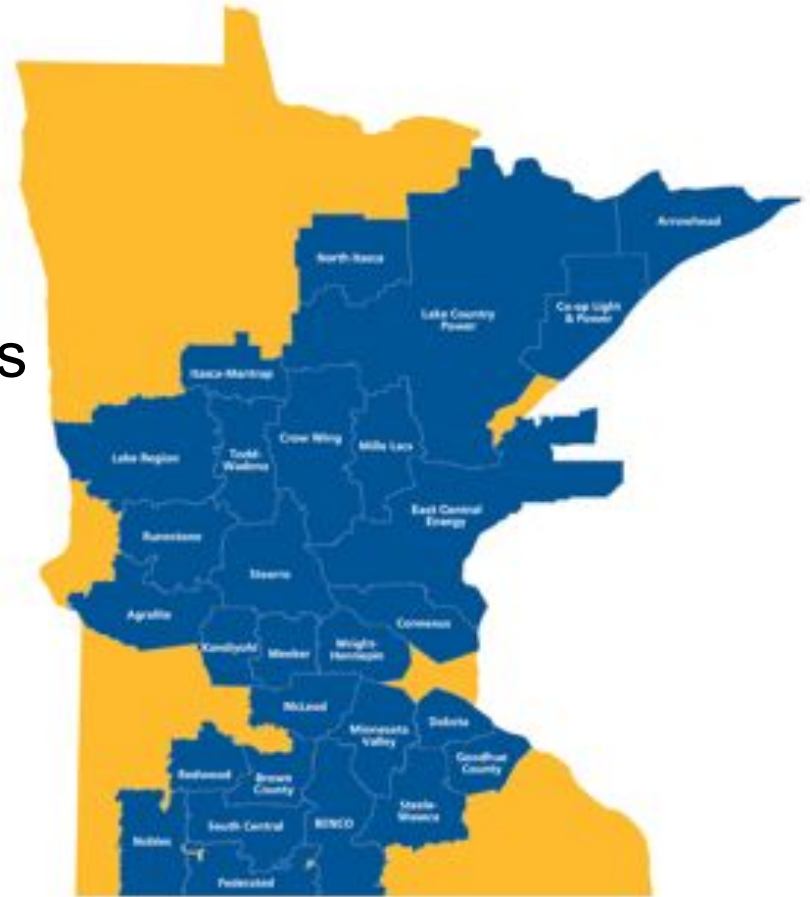 s
Arrowhead
North Itasca
Co-op Light
& Power
Lake Country
Power
Itasca-Mantrap
Crow Wing
Mille Lacs
Lake Region
Todd-
Wadena
East Central
Energy
Runestone
Stearns
Agralite
Connexus
Kandiyohi
Meeker
Wright-
Hennepin
McLeod
Dakota
Minnesota
Valley
Goodhue
County
Redwood
Brown
County
Steele-
Waseca
South Central
BENCO
Nobles
Federated